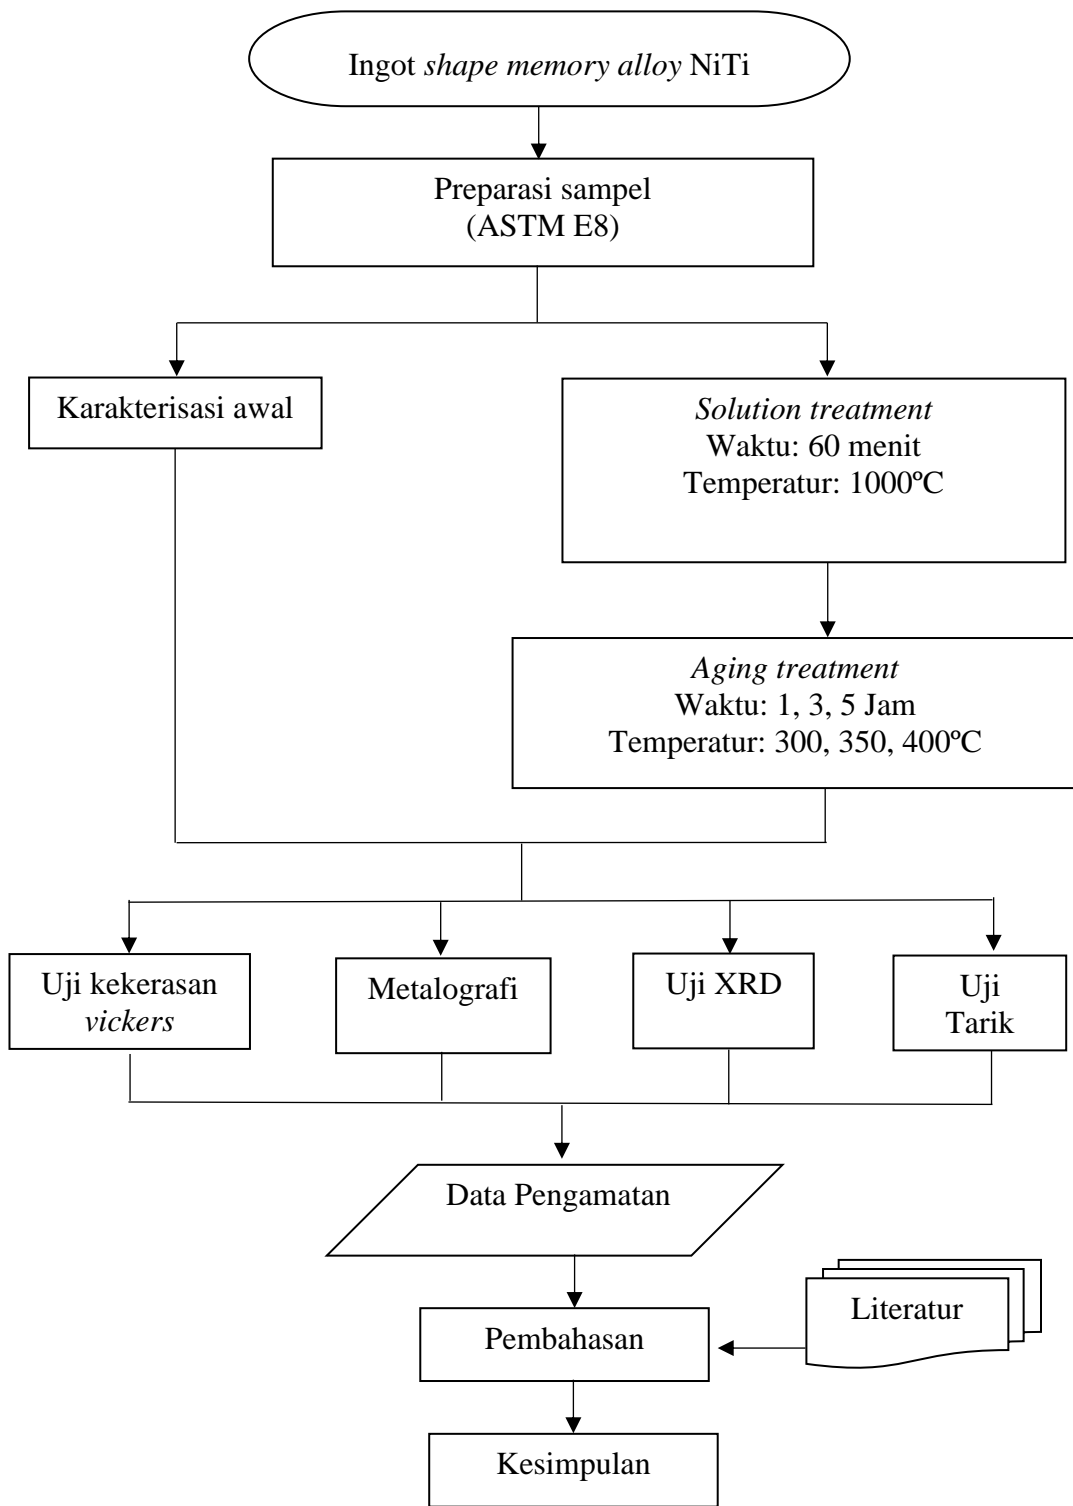 Ingot shape memory alloy NiTi
Preparasi sampel
(ASTM E8)
Karakterisasi awal
Solution treatment
Waktu: 60 menit
Temperatur: 1000ºC
Aging treatment
Waktu: 1, 3, 5 Jam
Temperatur: 300, 350, 400ºC
Uji kekerasan
vickers
Metalografi
Uji XRD
Uji
Tarik
Data Pengamatan
Literatur
Pembahasan
Kesimpulan